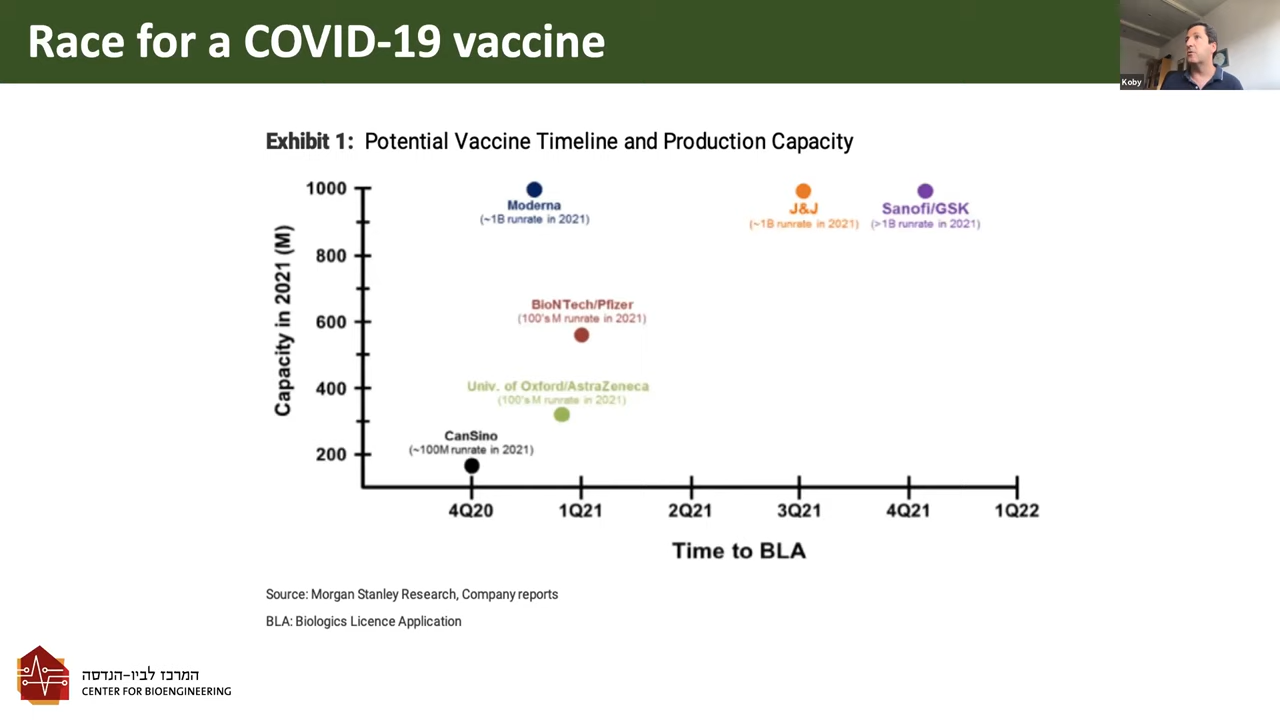 Race for a COVID-19 vaccine
Koby
Exhibit 1: Potential Vaccine Timeline and Production Capacity
1000
800
600
400
200
Capacity in 2021 (M)
Moderna
(~1B runrate in 2021)
J&J
(~1B runrate in 2021)
Sanofi/GSK
(>1B runrate in 2021)
BioNTech/Pfizer
(100's M runrate in 2021)
Univ. of Oxford/AstraZeneca
(100's M runrate in 2021)
CanSino
(~100M runrate in 2021)
4Q20 1Q21 2Q21 3Q21 4Q21 1Q22
Time to BLA
Source: Morgan Stanley Research, Company reports
BLA: Biologics Licence Application
המרכז לביו-הנדסה
CENTER FOR BIOENGINEERING